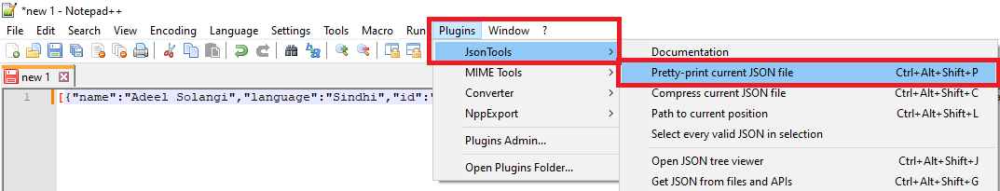 *new 1 - Notepad++
File Edit Search View Encoding Language Settings Tools Macro Run Plugins Window ?
new 1
1 [{"name":"Adeel Solangi","language":"Sindhi","id":"
JsonTools
MIME Tools
Converter
NppExport
Plugins Admin...
Open Plugins Folder...
Documentation
Pretty-print current JSON file Ctrl+Alt+Shift+P
Compress current JSON file Ctrl+Alt+Shift+C
Path to current position Ctrl+Alt+Shift+L
Select every valid JSON in selection
Open JSON tree viewer Ctrl+Alt+Shift+J
Get JSON from files and APIs Ctrl+Alt+Shift+G